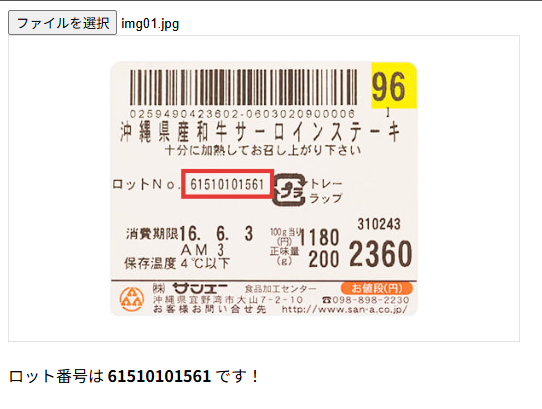 ファイルを選択 img01.jpg
96
0259490423602-0603020900006 1
沖縄県産和牛サーロインステーキ
十分に加熱してお召し上がり下さい
ロットNo. 61510101561 プラ トレー
ラップ
310243
消費期限16. 6. 3 100g当り(円) 1180
AM 3 正味量(g) 200 2360
保存温度 4℃以下
(株) サンエー 食品加工センター お値段(円)
沖縄県宜野湾市大山7-2-10 ☎098-898-2230
お客様お問い合せ先 http://www.san-a.co.jp/
ロット番号は 61510101561 です！